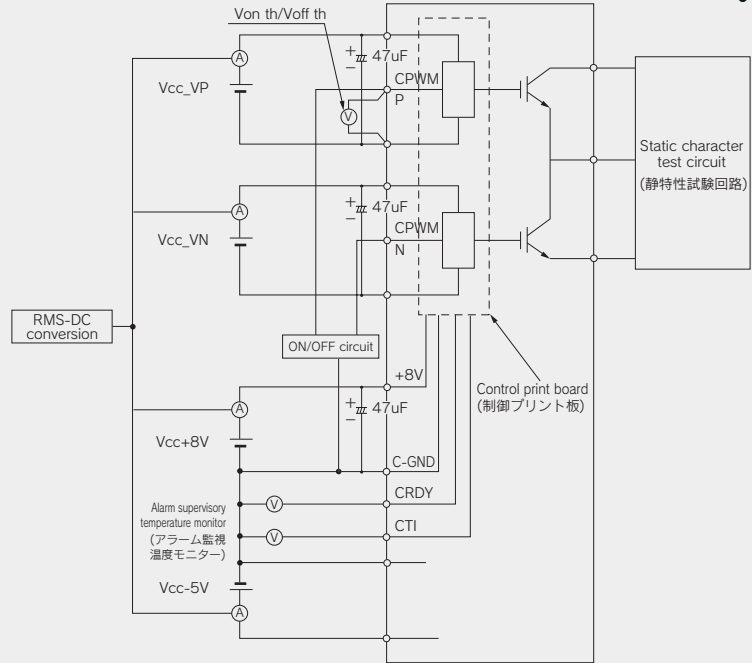 Von th/Voff th
A
+
−
47uF
Vcc_VP
CPWM
P
V
Static character
test circuit
(静特性試験回路)
A
+
−
47uF
Vcc_VN
CPWM
N
RMS-DC
conversion
ON/OFF circuit
+8V
Control print board
(制御プリント板)
A
+
−
47uF
Vcc+8V
C-GND
CRDY
V
Alarm supervisory
temperature monitor
(アラーム監視
温度モニター)
CTI
V
Vcc-5V
A